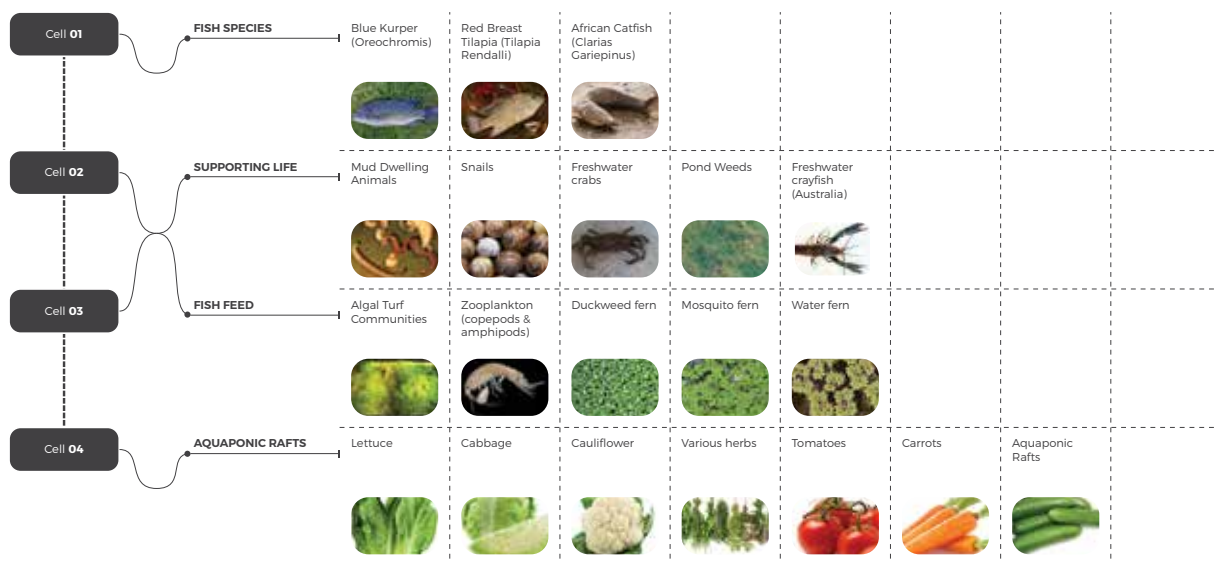 Cell 01
FISH SPECIES
Blue Kurper
(Oreochromis)
Red Breast
Tilapia (Tilapia
Rendalli)
African Catfish
(Clarias
Gariepinus)
Cell 02
SUPPORTING LIFE
Mud Dwelling
Animals
Snails
Freshwater
crabs
Pond Weeds
Freshwater
crayfish
(Australia)
Cell 03
FISH FEED
Algal Turf
Communities
Zooplankton
(copepods &
amphipods)
Duckweed fern
Mosquito fern
Water fern
Cell 04
AQUAPONIC RAFTS
Lettuce
Cabbage
Cauliflower
Various herbs
Tomatoes
Carrots
Aquaponic
Rafts